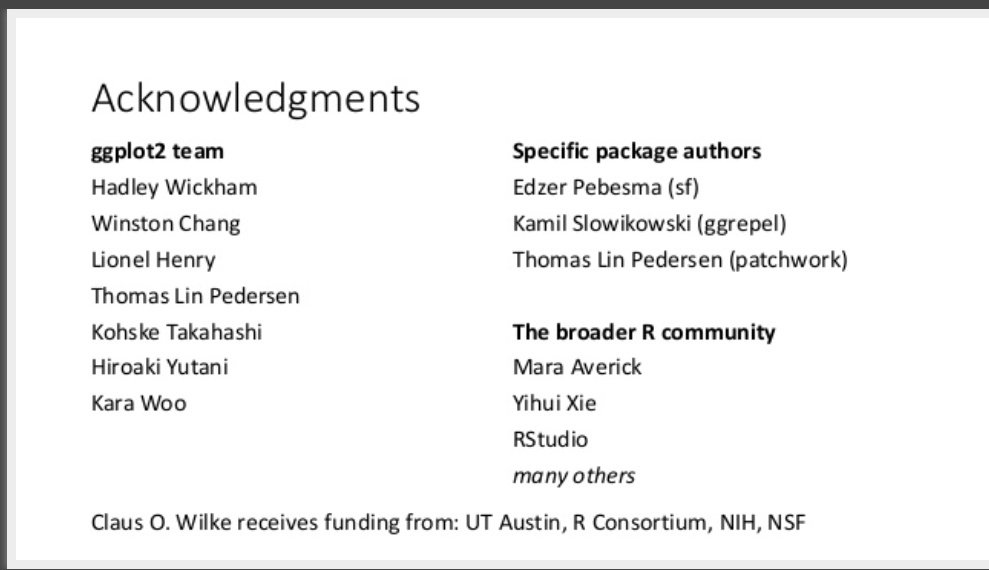 Acknowledgments
ggplot2 team
Hadley Wickham
Winston Chang
Lionel Henry
Thomas Lin Pedersen
Kohske Takahashi
Hiroaki Yutani
Kara Woo
Specific package authors
Edzer Pebesma (sf)
Kamil Slowikowski (ggrepel)
Thomas Lin Pedersen (patchwork)
The broader R community
Mara Averick
Yihui Xie
RStudio
many others
Claus O. Wilke receives funding from: UT Austin, R Consortium, NIH, NSF